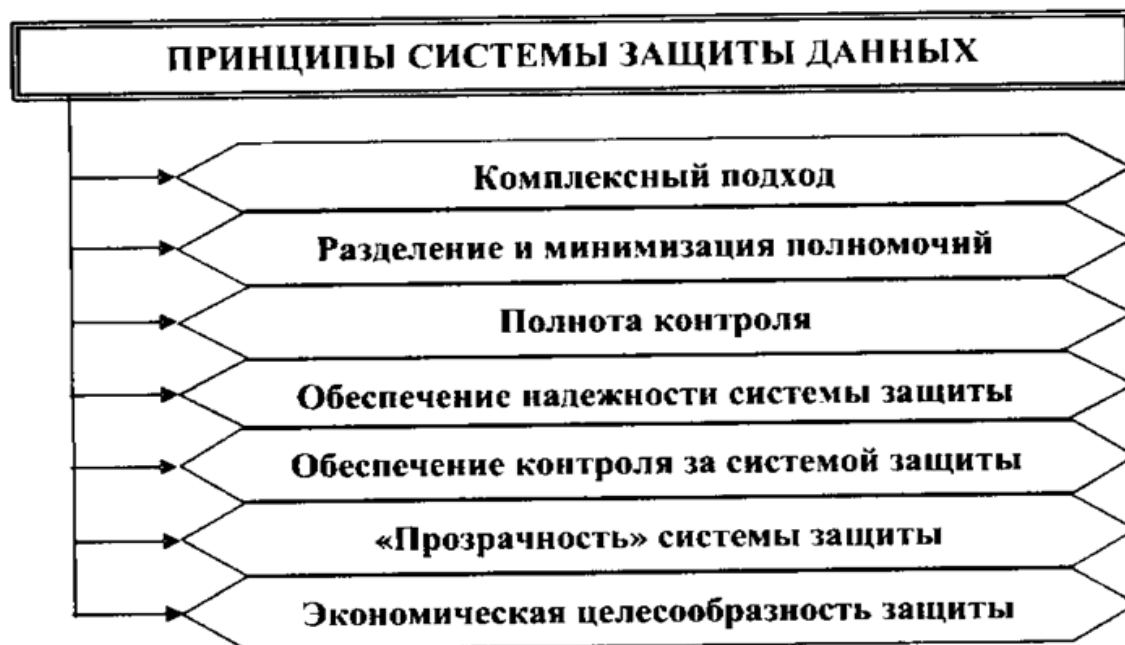 ПРИНЦИПЫ СИСТЕМЫ ЗАЩИТЫ ДАННЫХ
Комплексный подход
Разделение и минимизация полномочий
Полнота контроля
Обеспечение надежности системы защиты
Обеспечение контроля за системой защиты
«Прозрачность» системы защиты
Экономическая целесообразность защиты